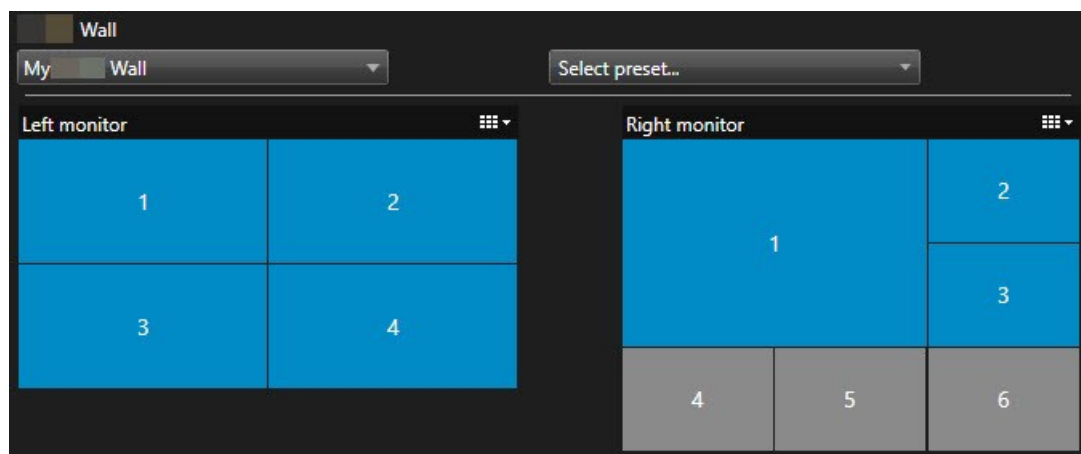 Wall
My Wall
Select preset...
Left monitor
Right monitor
1 2
3 4
1
2
3
4 5 6